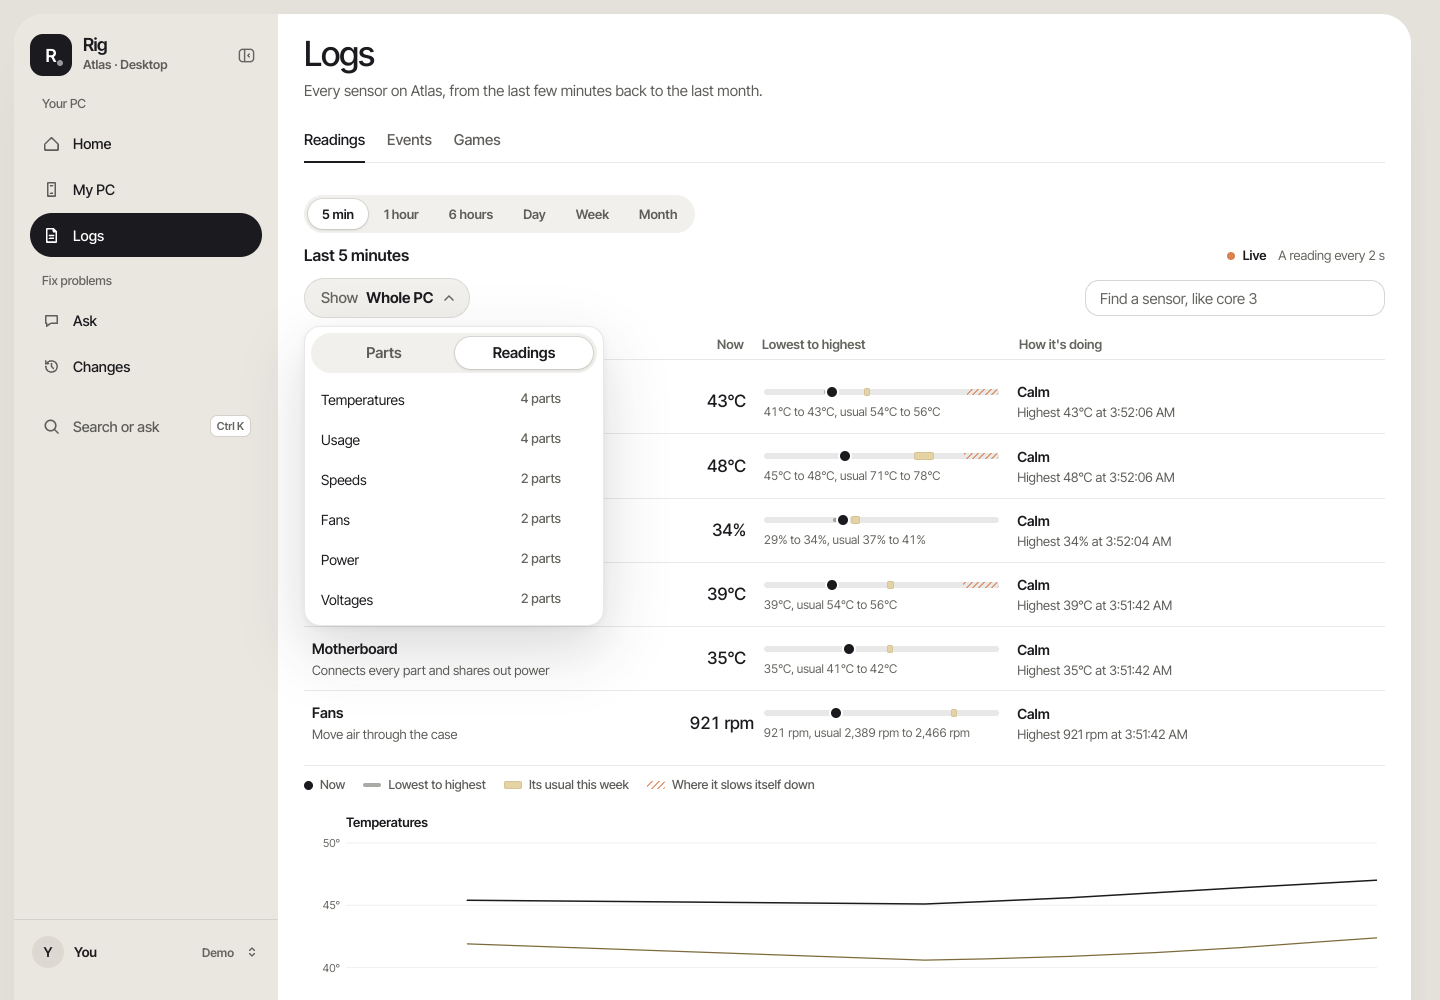 R.
Rig
Atlas · Desktop
Your PC
Home
My PC
Logs
Fix problems
Ask
Changes
Search or ask
Ctrl K
Y
You
Demo
Logs
Every sensor on Atlas, from the last few minutes back to the last month.
Readings Events Games
5 min 1 hour 6 hours Day Week Month
Last 5 minutes
Live A reading every 2 s
Show Whole PC
Find a sensor, like core 3
Parts Readings
Temperatures 4 parts
Usage 4 parts
Speeds 2 parts
Fans 2 parts
Power 2 parts
Voltages 2 parts
Now Lowest to highest How it's doing
43°C
41°C to 43°C, usual 54°C to 56°C
Calm
Highest 43°C at 3:52:06 AM
48°C
45°C to 48°C, usual 71°C to 78°C
Calm
Highest 48°C at 3:52:06 AM
34%
29% to 34%, usual 37% to 41%
Calm
Highest 34% at 3:52:04 AM
39°C
39°C, usual 54°C to 56°C
Calm
Highest 39°C at 3:51:42 AM
Motherboard
Connects every part and shares out power
35°C
35°C, usual 41°C to 42°C
Calm
Highest 35°C at 3:51:42 AM
Fans
Move air through the case
921 rpm
921 rpm, usual 2,389 rpm to 2,466 rpm
Calm
Highest 921 rpm at 3:51:42 AM
Now Lowest to highest Its usual this week Where it slows itself down
Temperatures
50°
45°
40°